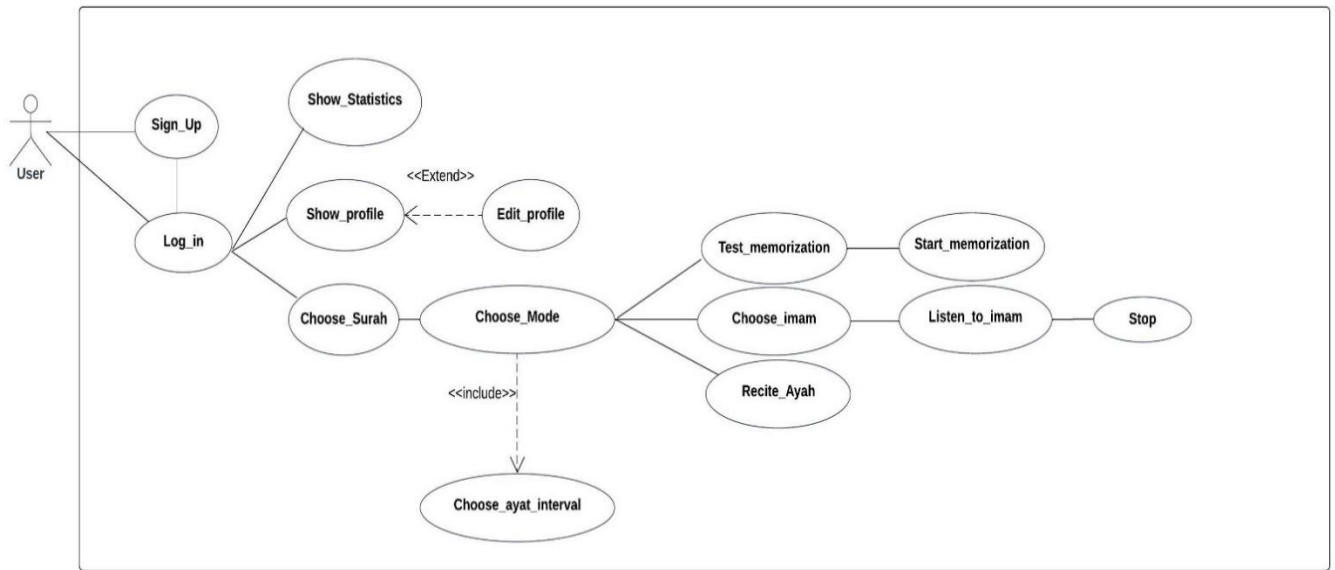 Show_Statistics
Sign_Up
User
<<Extend>>
Show_profile
Edit_profile
Log_in
Test_memorization
Start_memorization
Choose_Surah
Choose_Mode
Choose_imam
Listen_to_imam
Stop
<<include>>
Recite_Ayah
Choose_ayat_interval